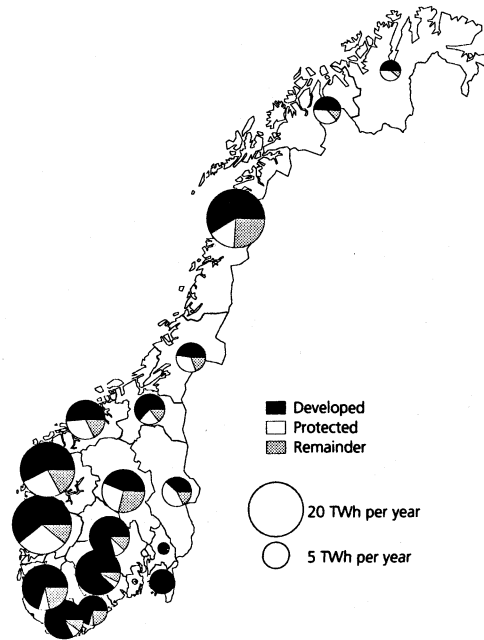 Developed
Protected
Remainder
20 TWh per year
5 TWh per year